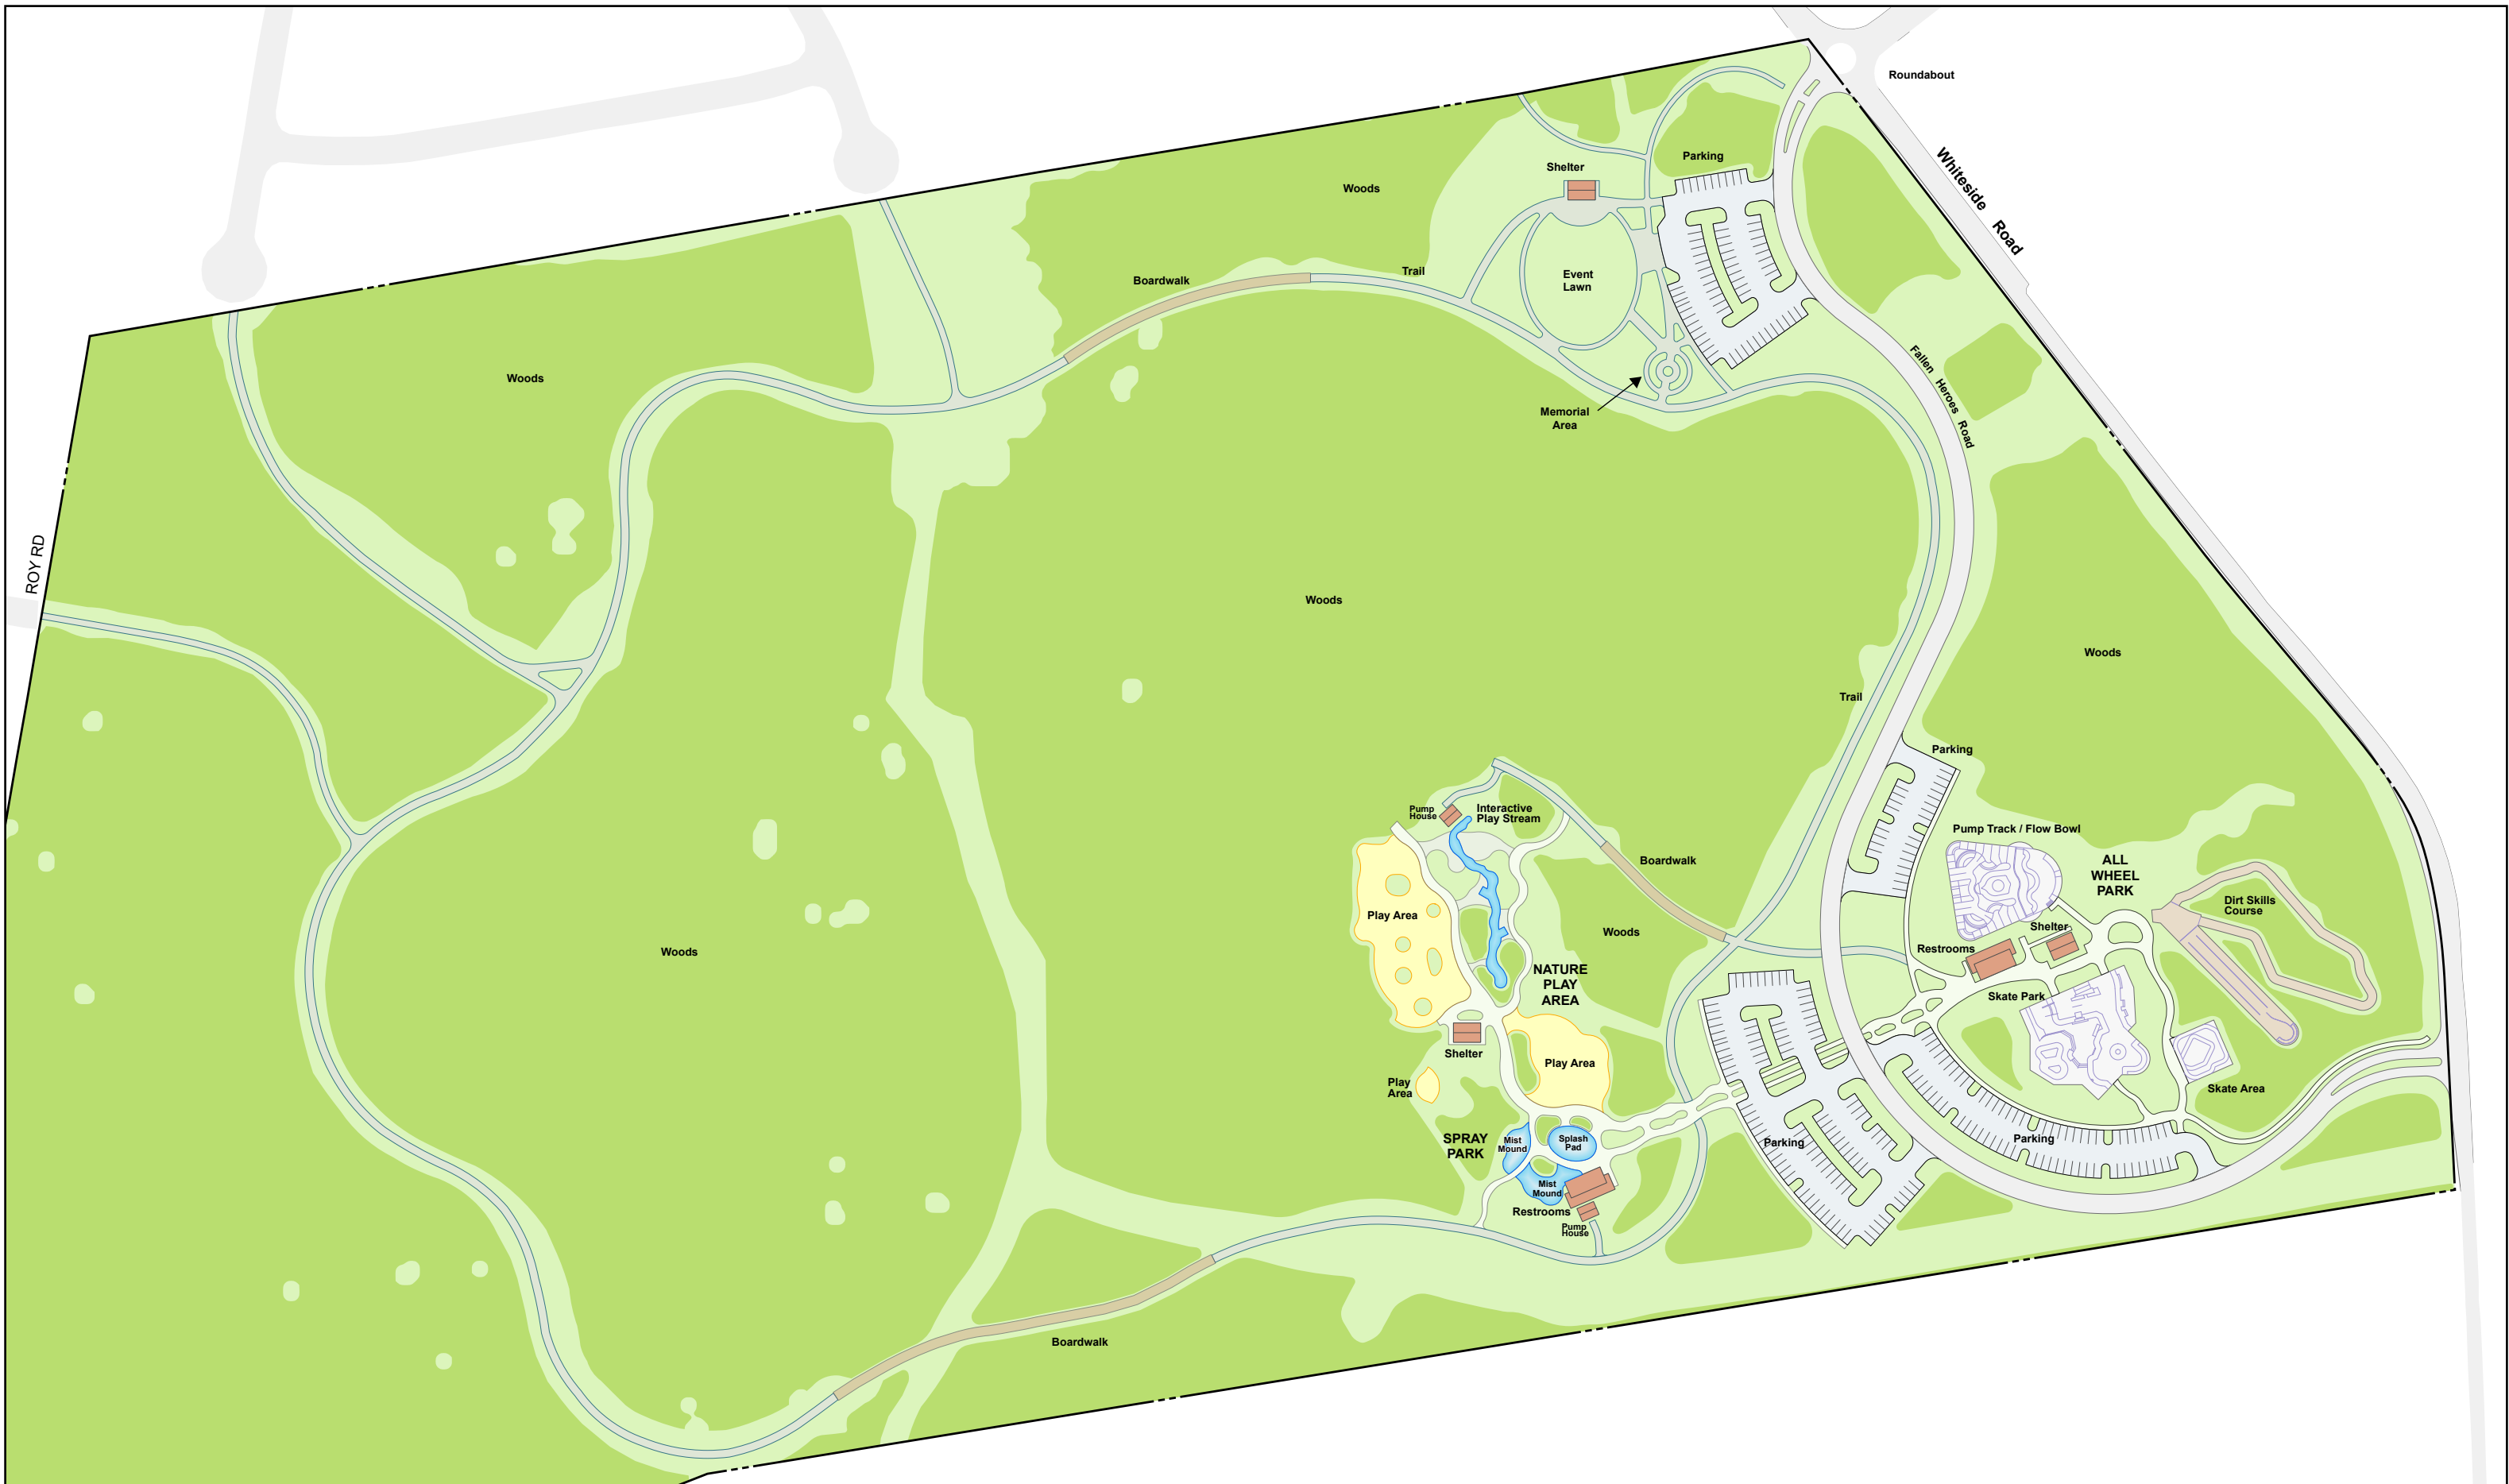 Roundabout
Whiteside Road
Parking
Shelter
Woods
Trail
Boardwalk
Event
Lawn
Fallen Heroes Road
Woods
Memorial
Area
ROY RD
Woods
Woods
Trail
Parking
Pump
House
Interactive
Play Stream
Pump Track / Flow Bowl
Boardwalk
ALL
WHEEL
PARK
Dirt Skills
Course
Play Area
Shelter
Woods
Restrooms
Woods
NATURE
PLAY
AREA
Skate Park
Shelter
Play Area
Play
Area
Skate Area
SPRAY
PARK
Mist
Mound
Splash
Pad
Parking
Parking
Mist
Mound
Restrooms
Pump
House
Boardwalk